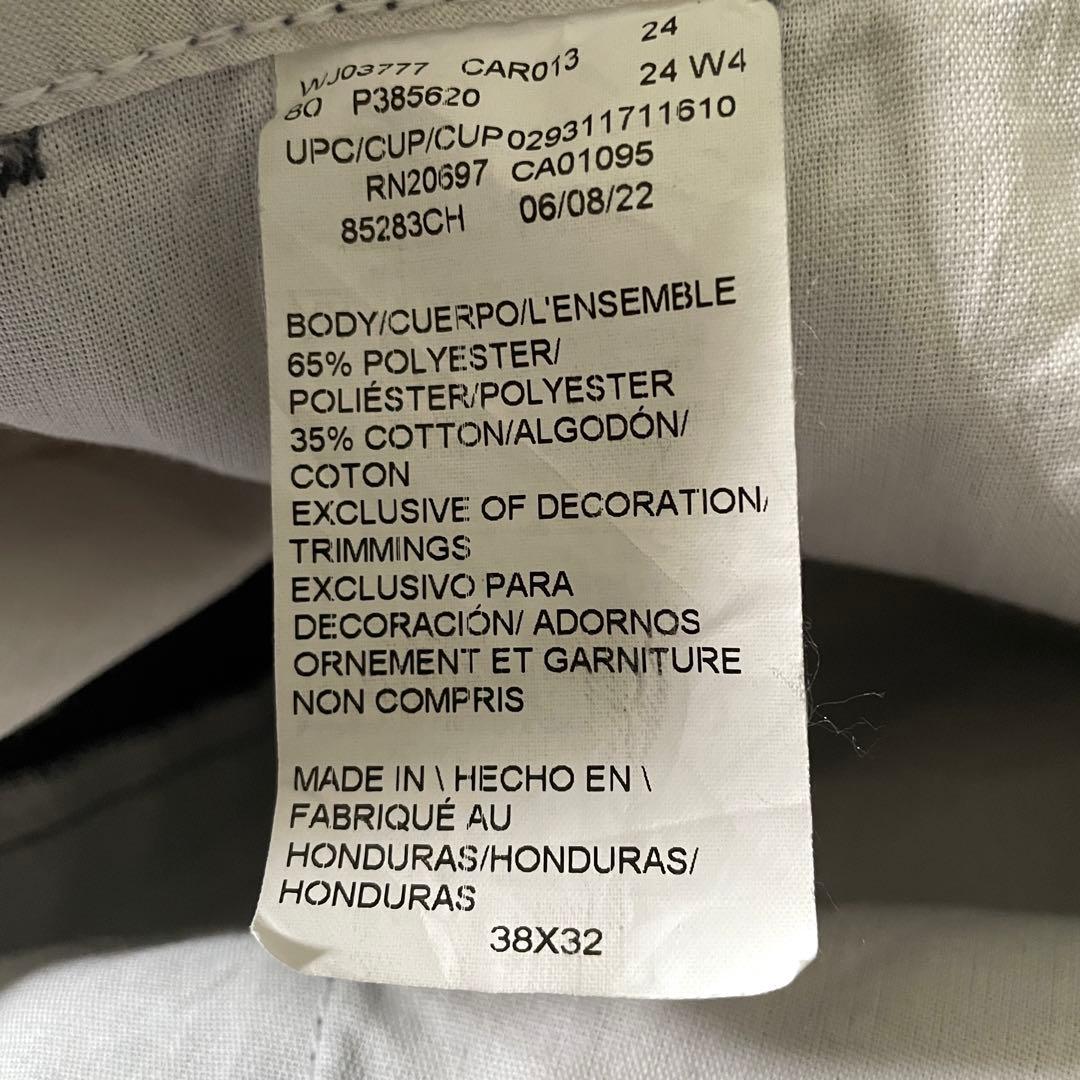 24
WJ03777 CAR013 24 W4
80 P385620
UPC/CUP/CUP 029311711610
RN20697 CA01095
85283CH 06/08/22
BODY/CUERPO/L'ENSEMBLE
65% POLYESTER/
POLIÉSTER/POLYESTER
35% COTTON/ALGODÓN/
COTON
EXCLUSIVE OF DECORATION/
TRIMMINGS
EXCLUSIVO PARA
DECORACIÓN/ ADORNOS
ORNEMENT ET GARNITURE
NON COMPRIS
MADE IN \ HECHO EN \
FABRIQUÉ AU
HONDURAS/HONDURAS/
HONDURAS
38X32